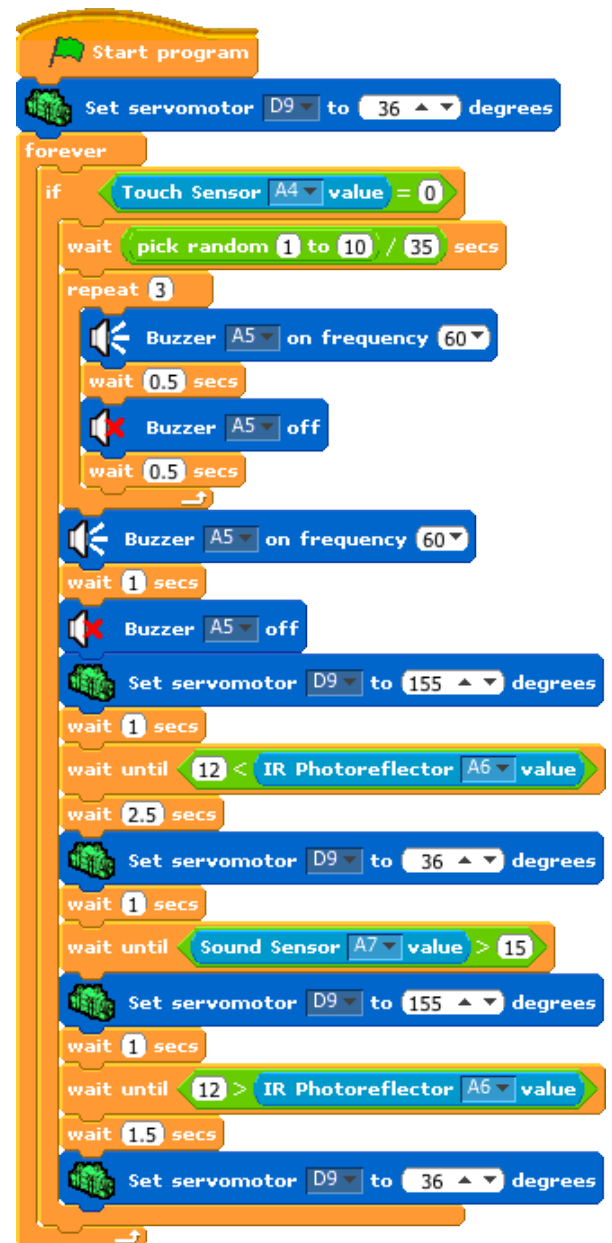 Start program
Set servomotor D9 to 36 degrees
forever
if Touch Sensor A4 value = 0
wait pick random 1 to 10 / 35 secs
repeat 3
Buzzer A5 on frequency 60
wait 0.5 secs
Buzzer A5 off
wait 0.5 secs
Buzzer A5 on frequency 60
wait 1 secs
Buzzer A5 off
Set servomotor D9 to 155 degrees
wait 1 secs
wait until 12 < IR Photoreflector A6 value
wait 2.5 secs
Set servomotor D9 to 36 degrees
wait 1 secs
wait until Sound Sensor A7 value > 15
Set servomotor D9 to 155 degrees
wait 1 secs
wait until 12 > IR Photoreflector A6 value
wait 1.5 secs
Set servomotor D9 to 36 degrees